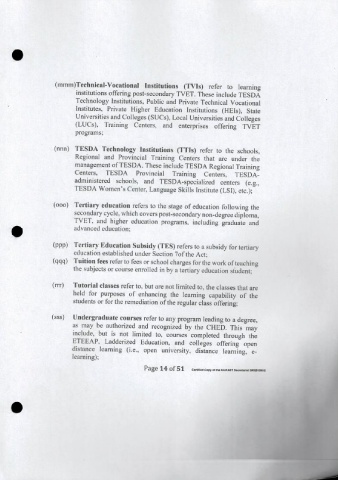 (mmm)Technical-Vocational Institutions (TVIs) refer to learning
institutions offering post-secondary TVET. These include TESDA
Technology Institutions, Public and Private Technical Vocational
Institutes, Private Higher Education Institutions (HEIs), State
Universities and Colleges (SUCs), Local Universities and Colleges
(LUCs), Training Centers, and enterprises offering TVET
programs;
(nnn) TESDA Technology Institutions (TTIs) refer to the schools,
Regional and Provincial Training Centers that are under the
management of TESDA. These include TESDA Regional Training
Centers, TESDA Provincial Training Centers, TESDA-
administered schools, and TESDA-specialized centers (e.g.,
TESDA Women's Center, Language Skills Institute (LSI), etc.);
(ooo) Tertiary education refers to the stage of education following the
secondary cycle, which covers post-secondary non-degree diploma,
TVET, and higher education programs, including graduate and
advanced education;
(ppp) Tertiary Education Subsidy (TES) refers to a subsidy for tertiary
education established under Section 7of the Act;
(qqq) Tuition fees refer to fees or school charges for the work of teaching
the subjects or course enrolled in by a tertiary education student;
(rrr) Tutorial classes refer to, but are not limited to, the classes that are
held for purposes of enhancing the learning capability of the
students or for the remediation of the regular class offering;
(sss) Undergraduate courses refer to any program leading to a degree,
as may be authorized and recognized by the CHED. This may
include, but is not limited to, courses completed through the
ETEEAP, Ladderized Education, and colleges offering open
distance learning (i.e., open university, distance learning, e-
learning);
Page 14 of 51